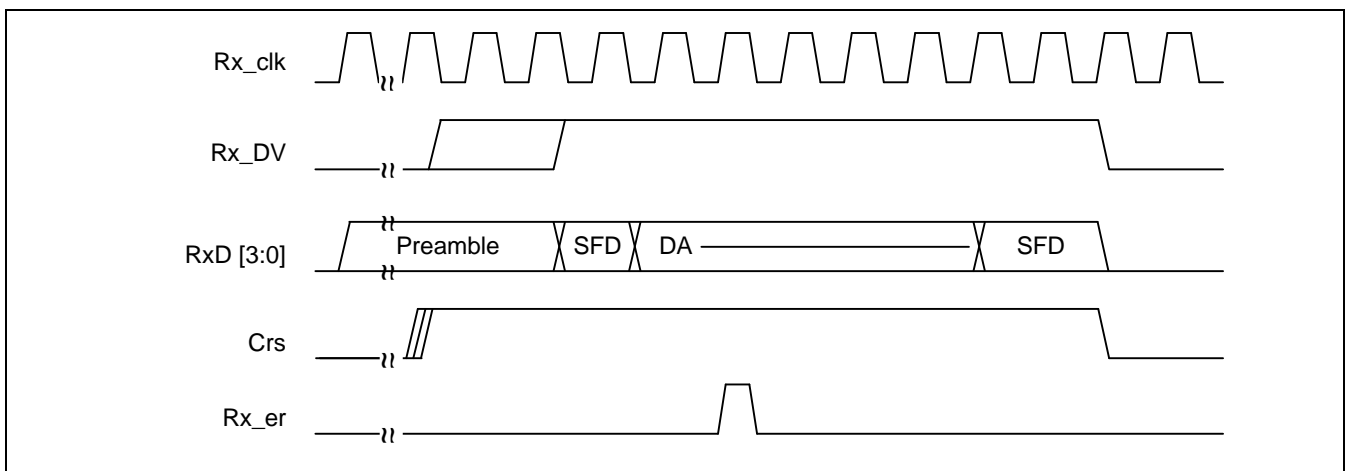 Rx_clk
Rx_DV
RxD [3:0] Preamble SFD DA SFD
Crs
Rx_er